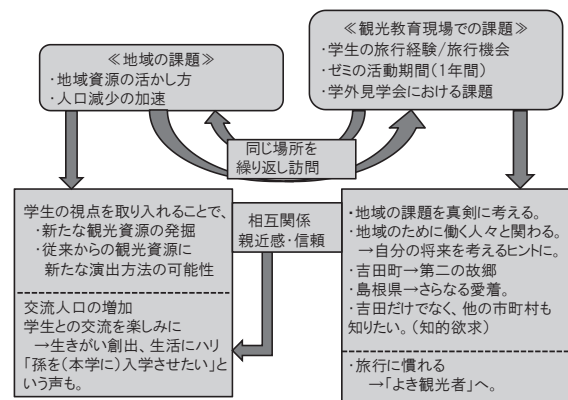 ≪地域の課題≫
・地域資源の活かし方
・人口減少の加速
≪観光教育現場での課題≫
・学生の旅行経験/旅行機会
・ゼミの活動期間(1年間)
・学外見学会における課題
同じ場所を
繰り返し訪問
学生の視点を取り入れることで、
・新たな観光資源の発掘
・従来からの観光資源に
新たな演出方法の可能性
交流人口の増加
学生との交流を楽しみに
→生きがい創出、生活にハリ
「孫を(本学に)入学させたい」と
いう声も。
相互関係
親近感・信頼
・地域の課題を真剣に考える。
・地域のために働く人々と関わる。
→自分の将来を考えるヒントに。
・吉田町→第二の故郷
・島根県→さらなる愛着。
・吉田だけでなく、他の市町村も
知りたい。(知的欲求)
・旅行に慣れる
→「よき観光者」へ。